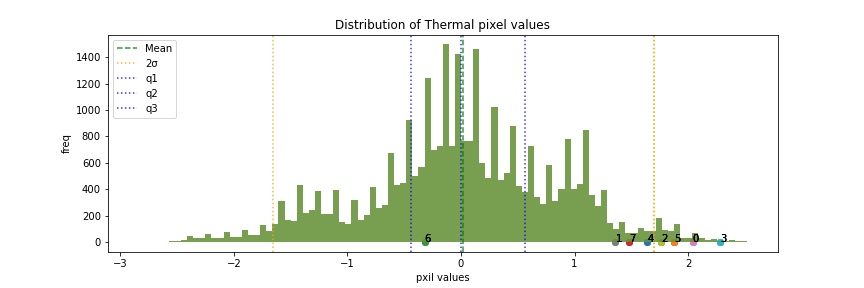 Distribution of Thermal pixel values
Mean
2σ
q1
q2
q3
freq
1400
1200
1000
800
600
400
200
0
6 1 7 4 2 5 0 3
−3 −2 −1 0 1 2
pxil values